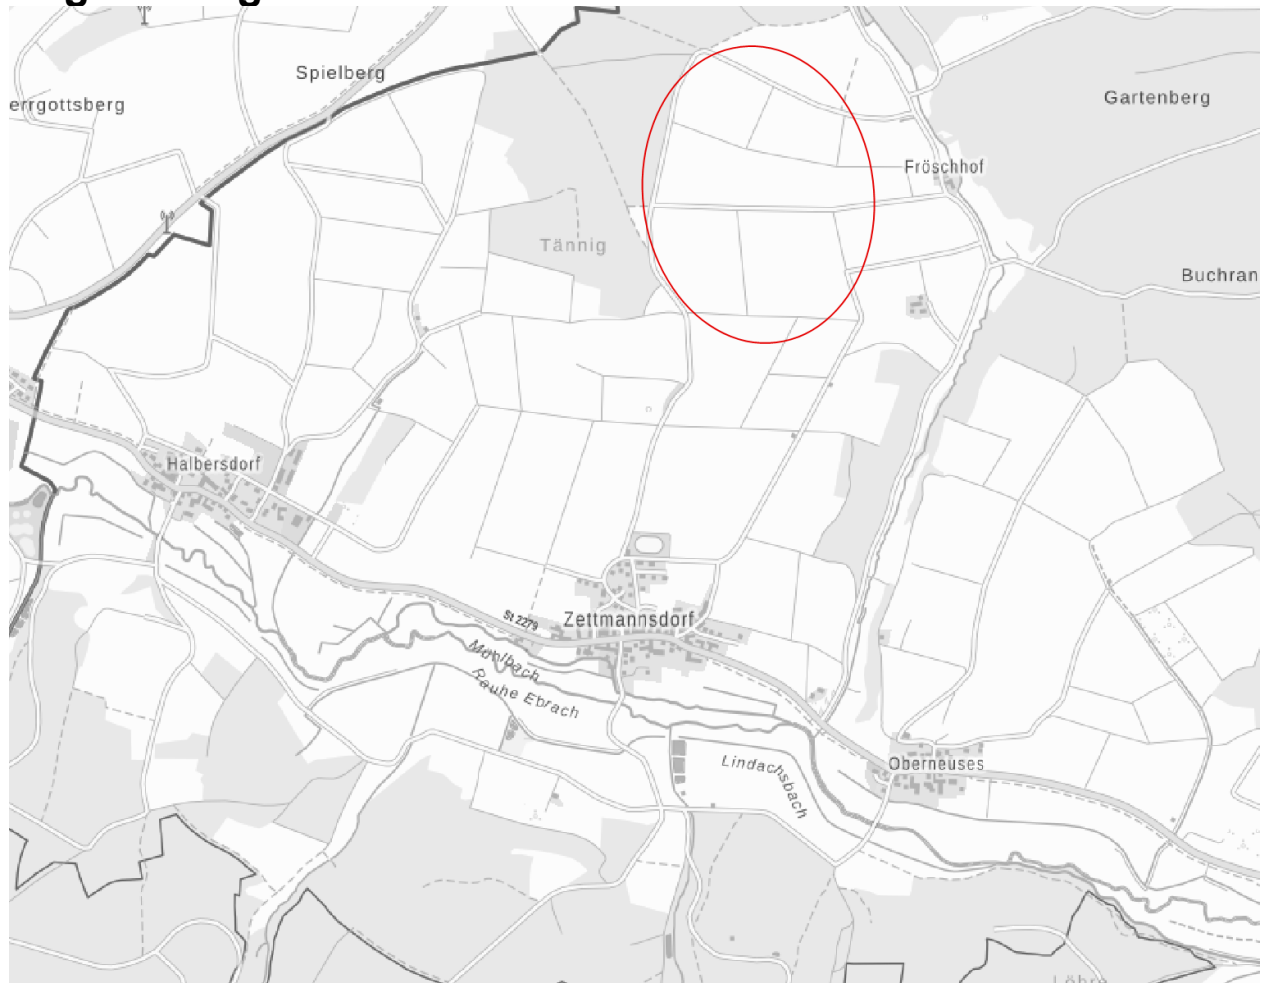 Spielberg
errgottsberg
Gartenberg
Fröschhof
Tännig
Buchran
Halbersdorf
St 2279
Zettmannsdorf
Mühlbach
Rauhe Ebrach
Lindachsbach
Oberneuses